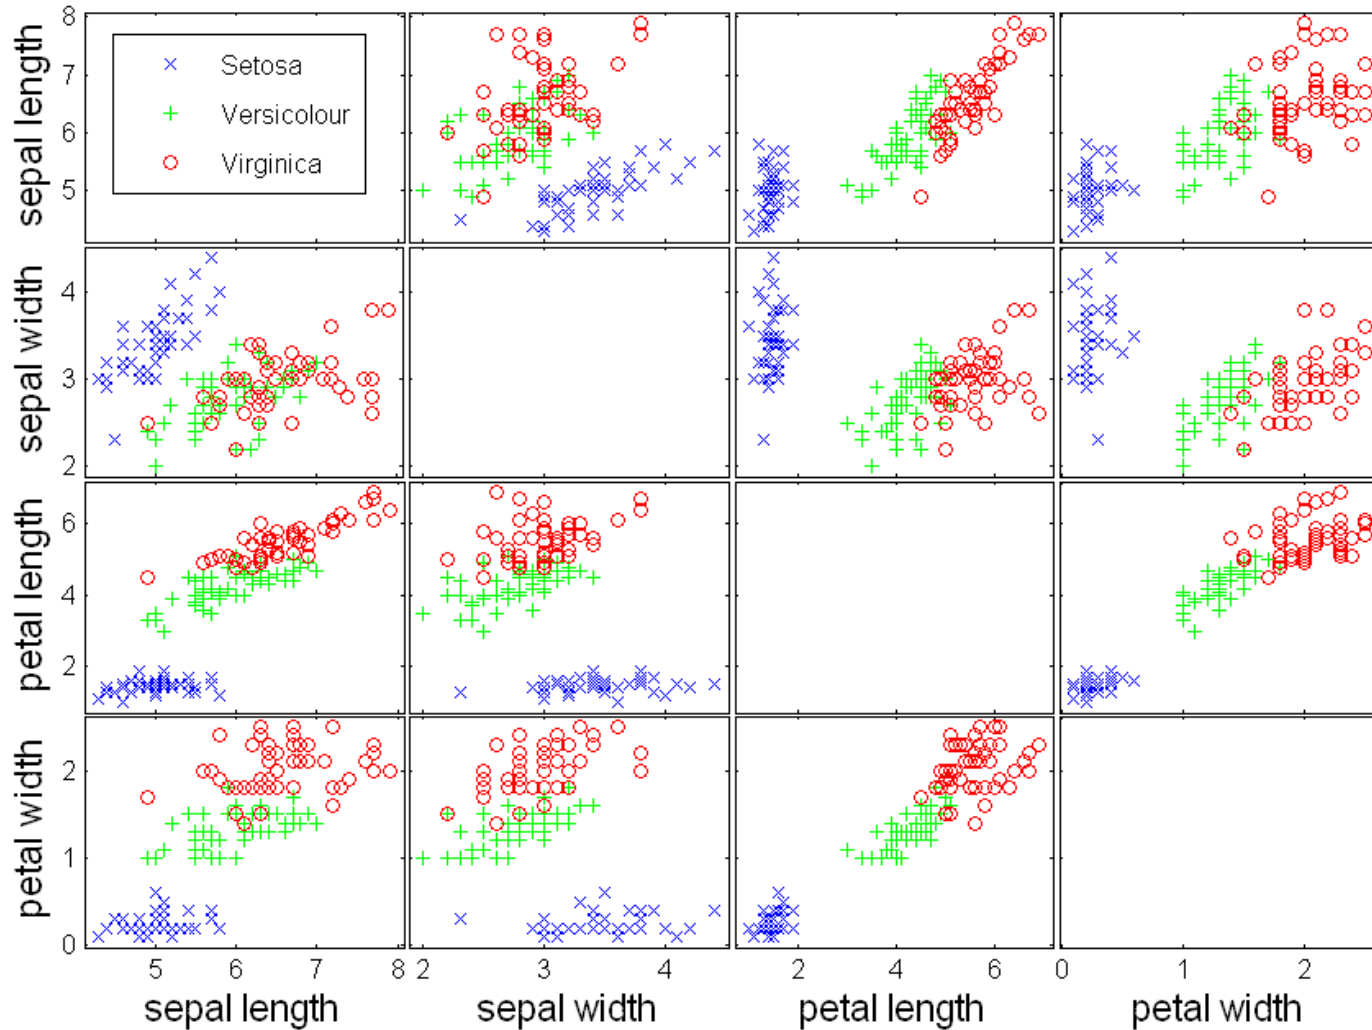 sepal length
8
7
6
5
Setosa
Versicolour
Virginica
sepal width
4
3
2
petal length
6
4
2
petal width
2
1
0
5 6 7 8 2 3 4 2 4 6 0 1 2
sepal length sepal width petal length petal width